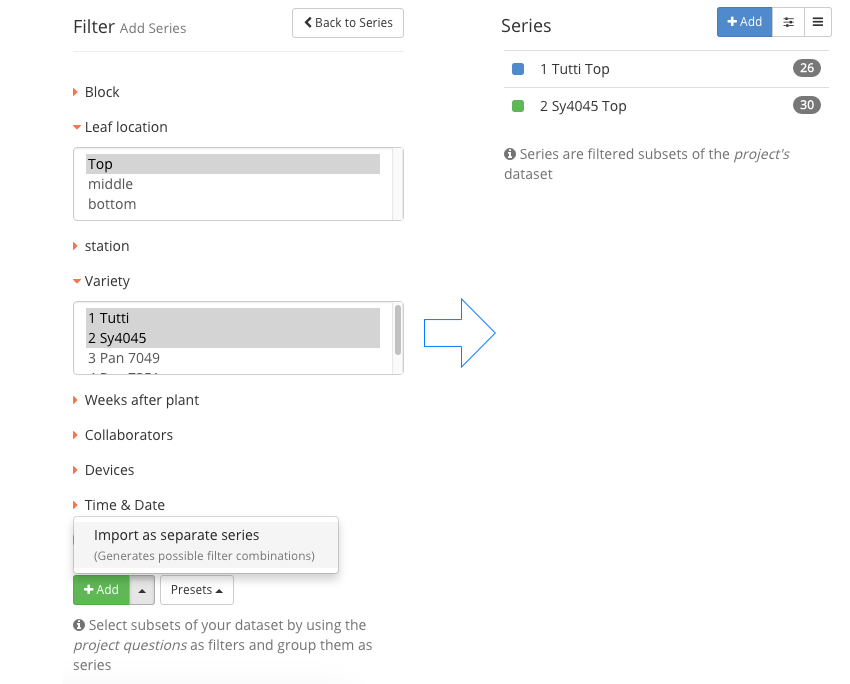 Filter Add Series
Back to Series
Block
Leaf location
Top
middle
bottom
station
Variety
1 Tutti
2 Sy4045
3 Pan 7049
Weeks after plant
Collaborators
Devices
Time & Date
Import as separate series
(Generates possible filter combinations)
Add
Presets
Select subsets of your dataset by using the
project questions as filters and group them as
series
Series
Add
1 Tutti Top 26
2 Sy4045 Top 30
Series are filtered subsets of the project's
dataset